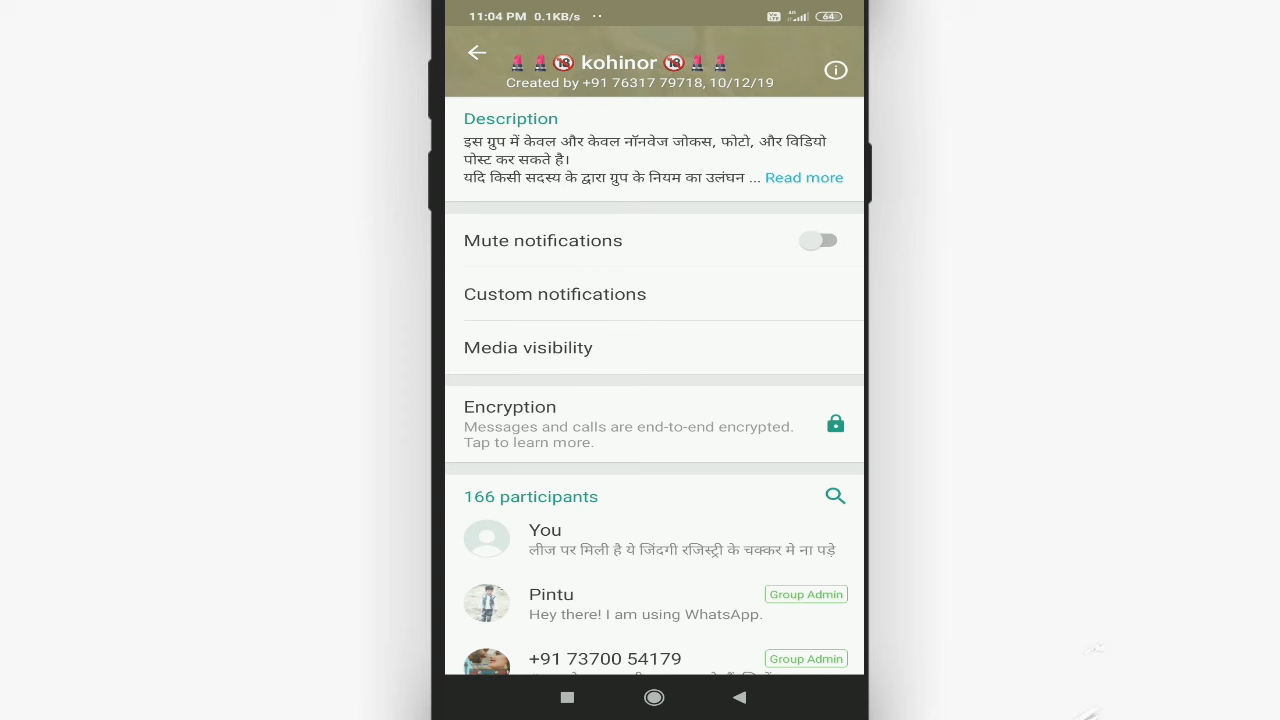 11:04 PM 0.1KB/s ··
64
kohinor
Created by +91 76317 79718, 10/12/19
Description
इस ग्रुप में केवल और केवल नॉनवेज जोकस, फोटो, और विडियो
पोस्ट कर सकते है।
यदि किसी सदस्य के द्वारा ग्रुप के नियम का उलंघन ... Read more
Mute notifications
Custom notifications
Media visibility
Encryption
Messages and calls are end-to-end encrypted.
Tap to learn more.
166 participants
You
लीज पर मिली है ये जिंदगी रजिस्ट्री के चक्कर मे ना पड़े
Pintu
Group Admin
Hey there! I am using WhatsApp.
+91 73700 54179
Group Admin